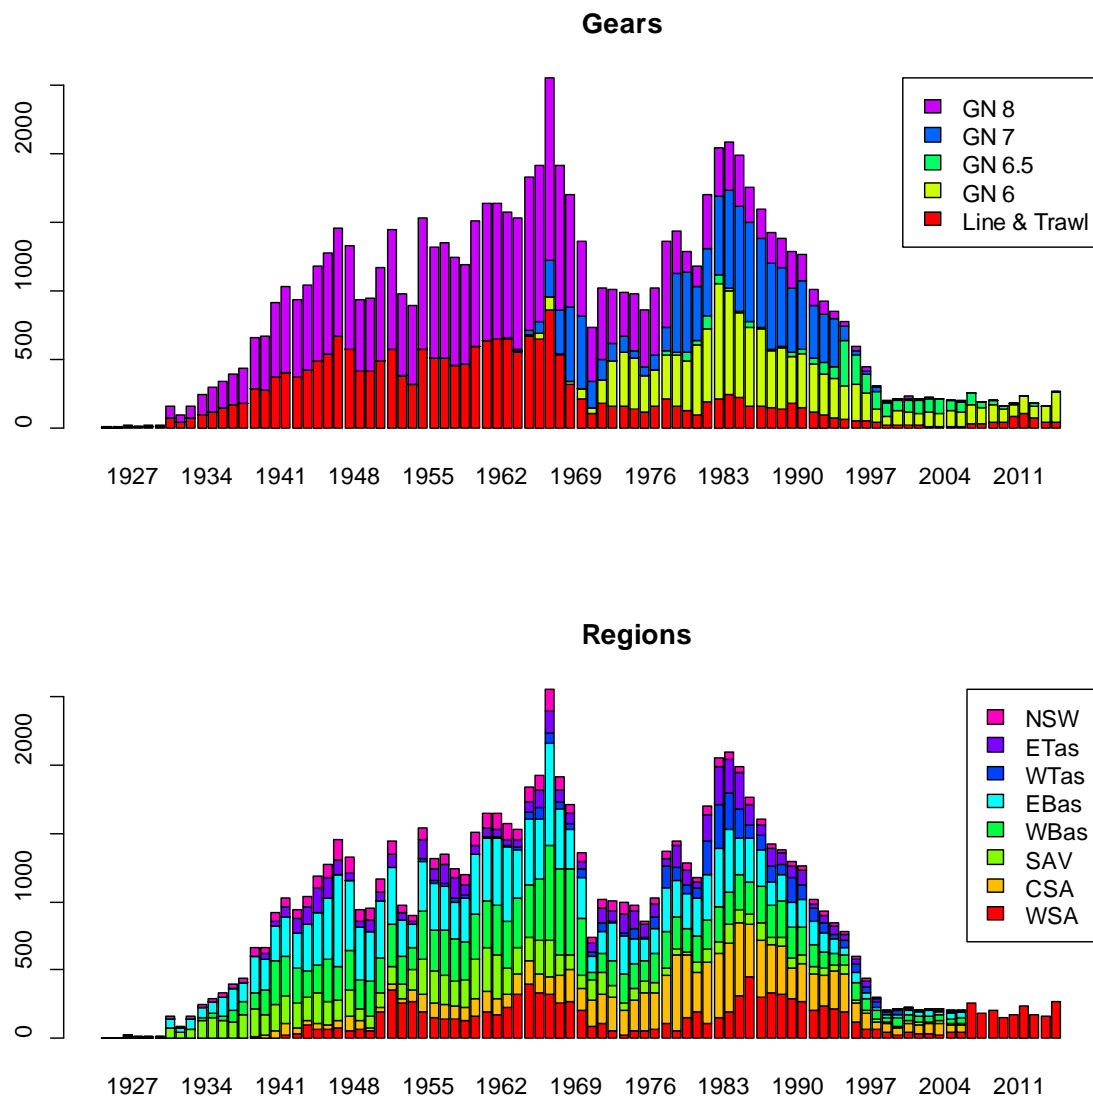 Gears
2000
1000
500
0
GN 8
GN 7
GN 6.5
GN 6
Line & Trawl
1927 1934 1941 1948 1955 1962 1969 1976 1983 1990 1997 2004 2011
Regions
2000
1000
500
0
NSW
ETas
WTas
EBas
WBas
SAV
CSA
WSA
1927 1934 1941 1948 1955 1962 1969 1976 1983 1990 1997 2004 2011